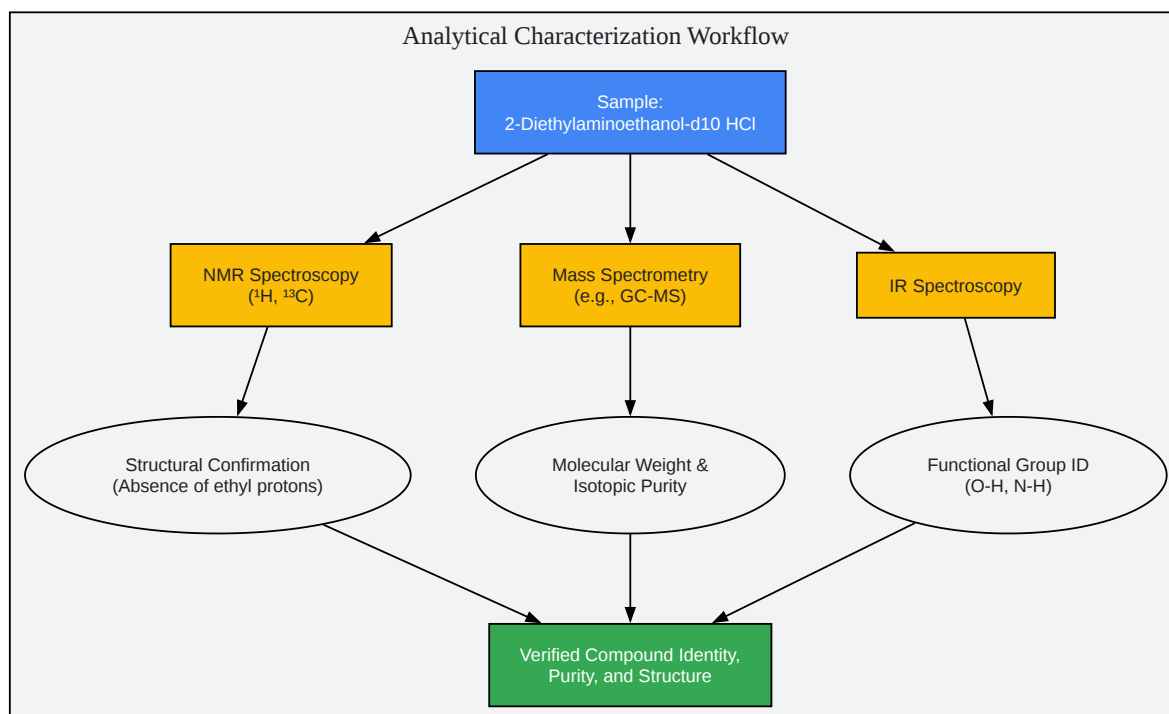 Analytical Characterization Workflow
Sample:
2-Diethylaminoethanol-d10 HCl
NMR Spectroscopy
(¹H, ¹³C)
Mass Spectrometry
(e.g., GC-MS)
IR Spectroscopy
Structural Confirmation
(Absence of ethyl protons)
Molecular Weight &
Isotopic Purity
Functional Group ID
(O-H, N-H)
Verified Compound Identity,
Purity, and Structure